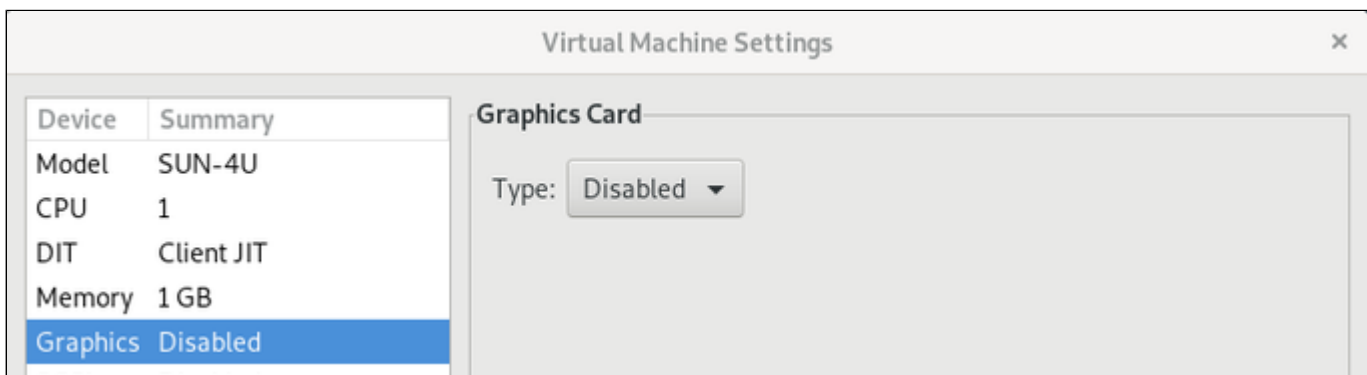 Virtual Machine Settings ×
Device Summary
Model SUN-4U
CPU 1
DIT Client JIT
Memory 1 GB
Graphics Disabled
Graphics Card
Type: Disabled